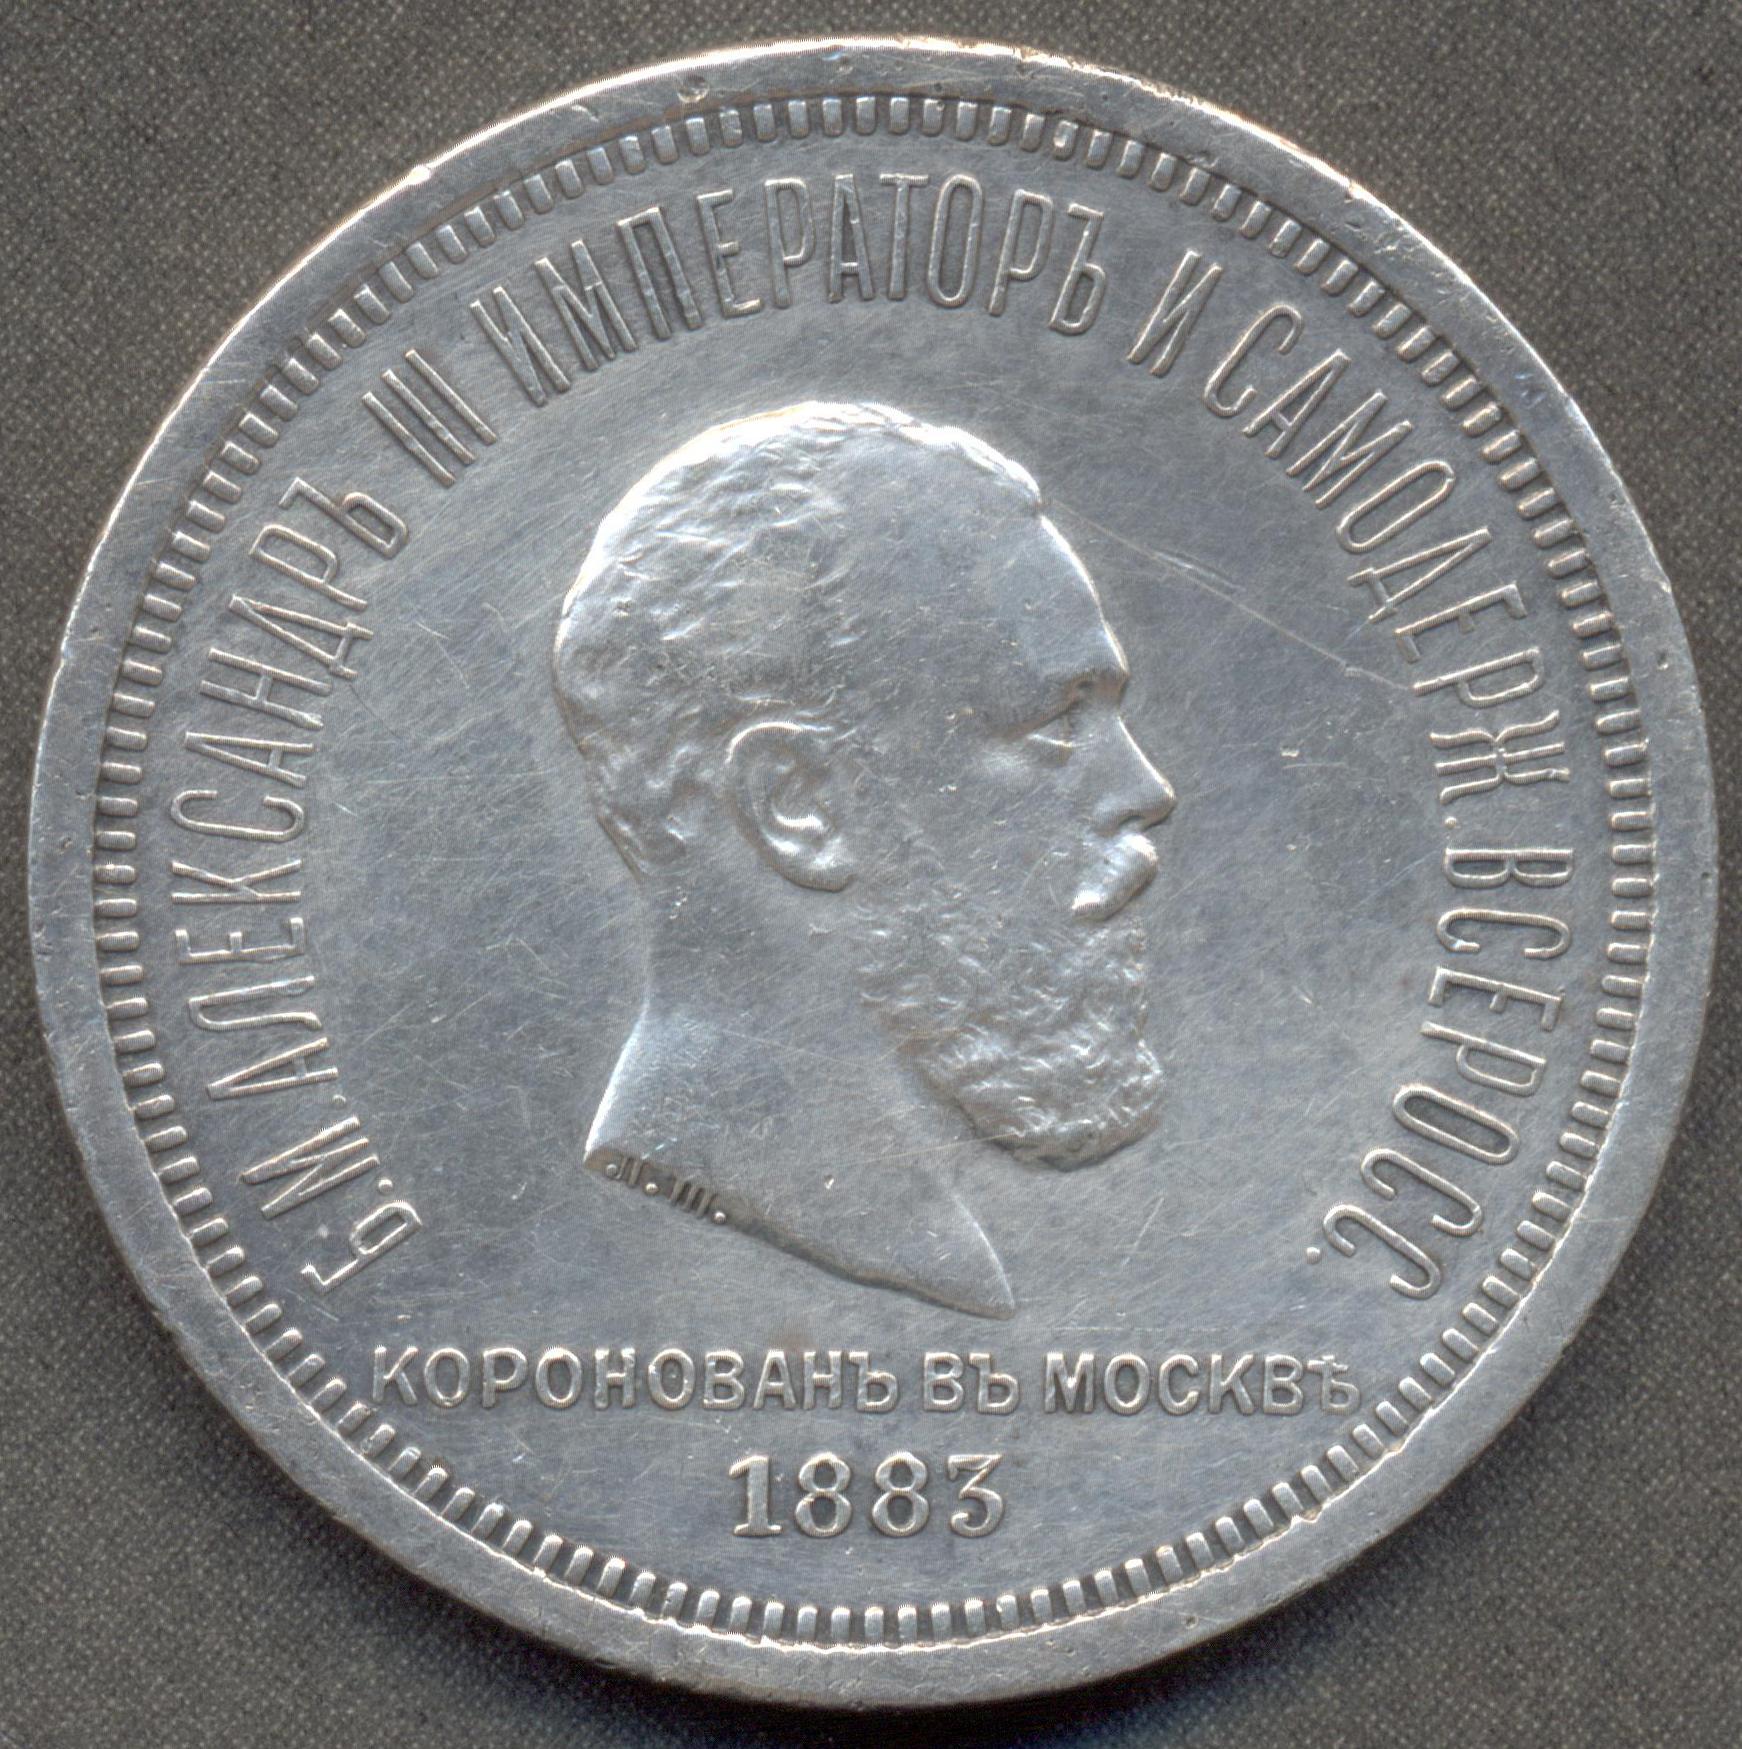 Б.М.АЛЕКСАНДРЪ III ИМПЕРАТОРЪ И САМОДЕРЖ. ВСЕРОСС.
Л.Ш.
КОРОНОВАНЪ ВЪ МОСКВѢ
1883